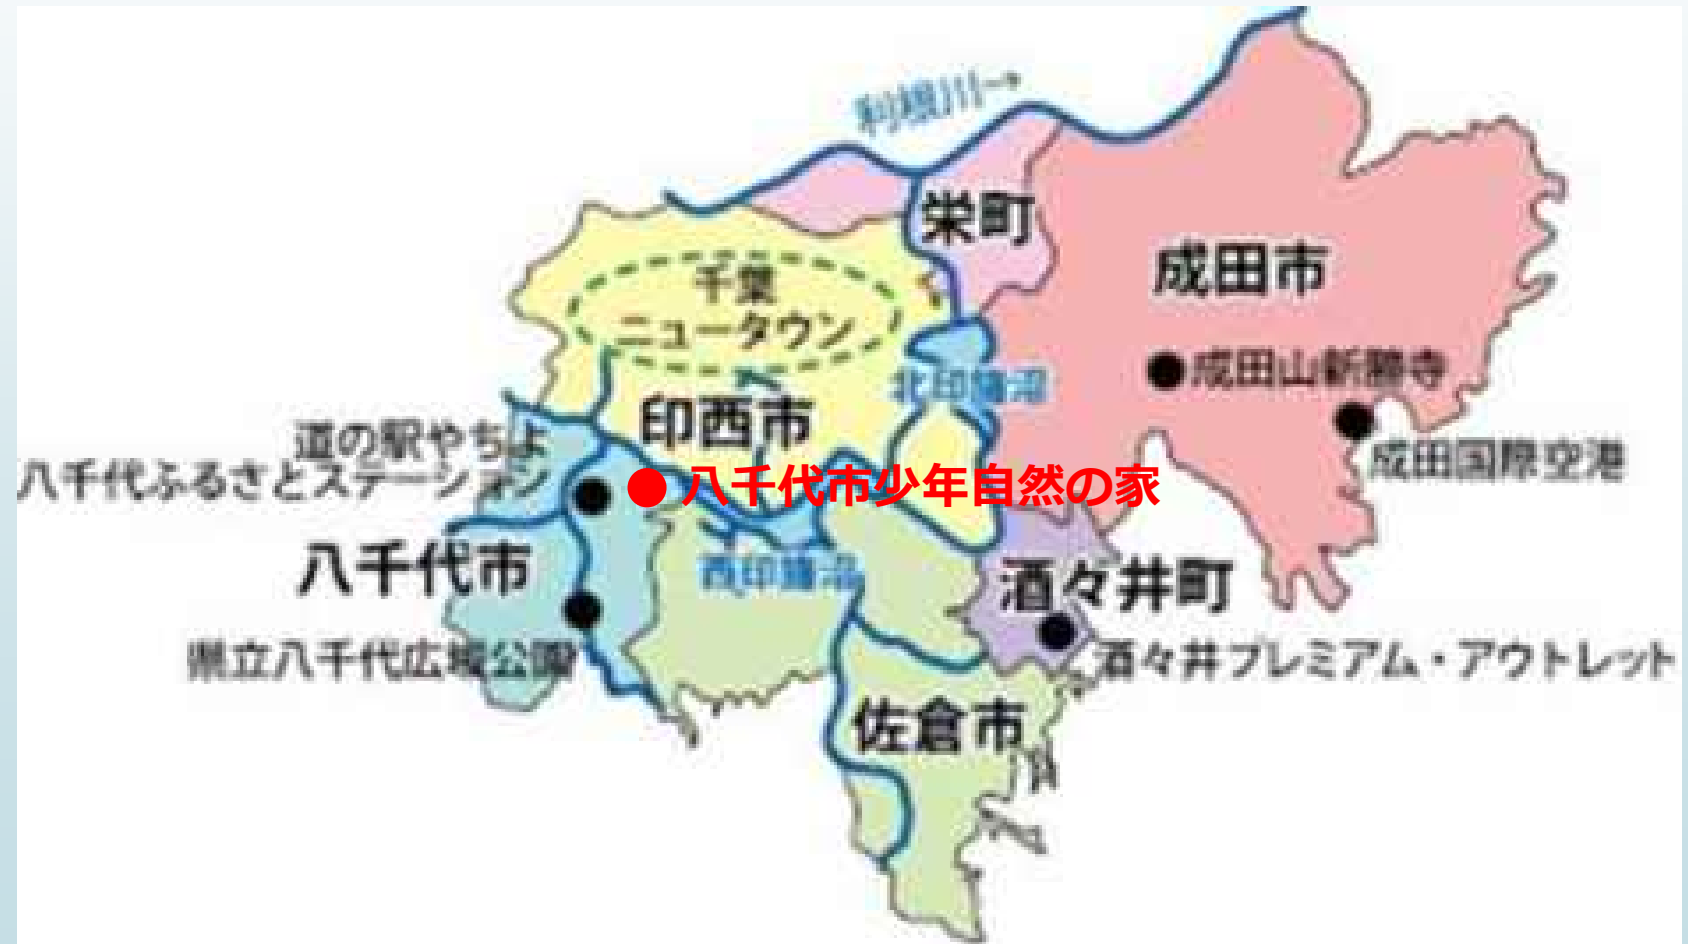 利根川→
栄町
成田市
千葉
ニュータウン
成田山新勝寺
北印旛沼
印西市
道の駅やちよ
八千代ふるさとステーション
成田国際空港
八千代市少年自然の家
八千代市
西印旛沼
酒々井町
県立八千代広域公園
酒々井プレミアム・アウトレット
佐倉市